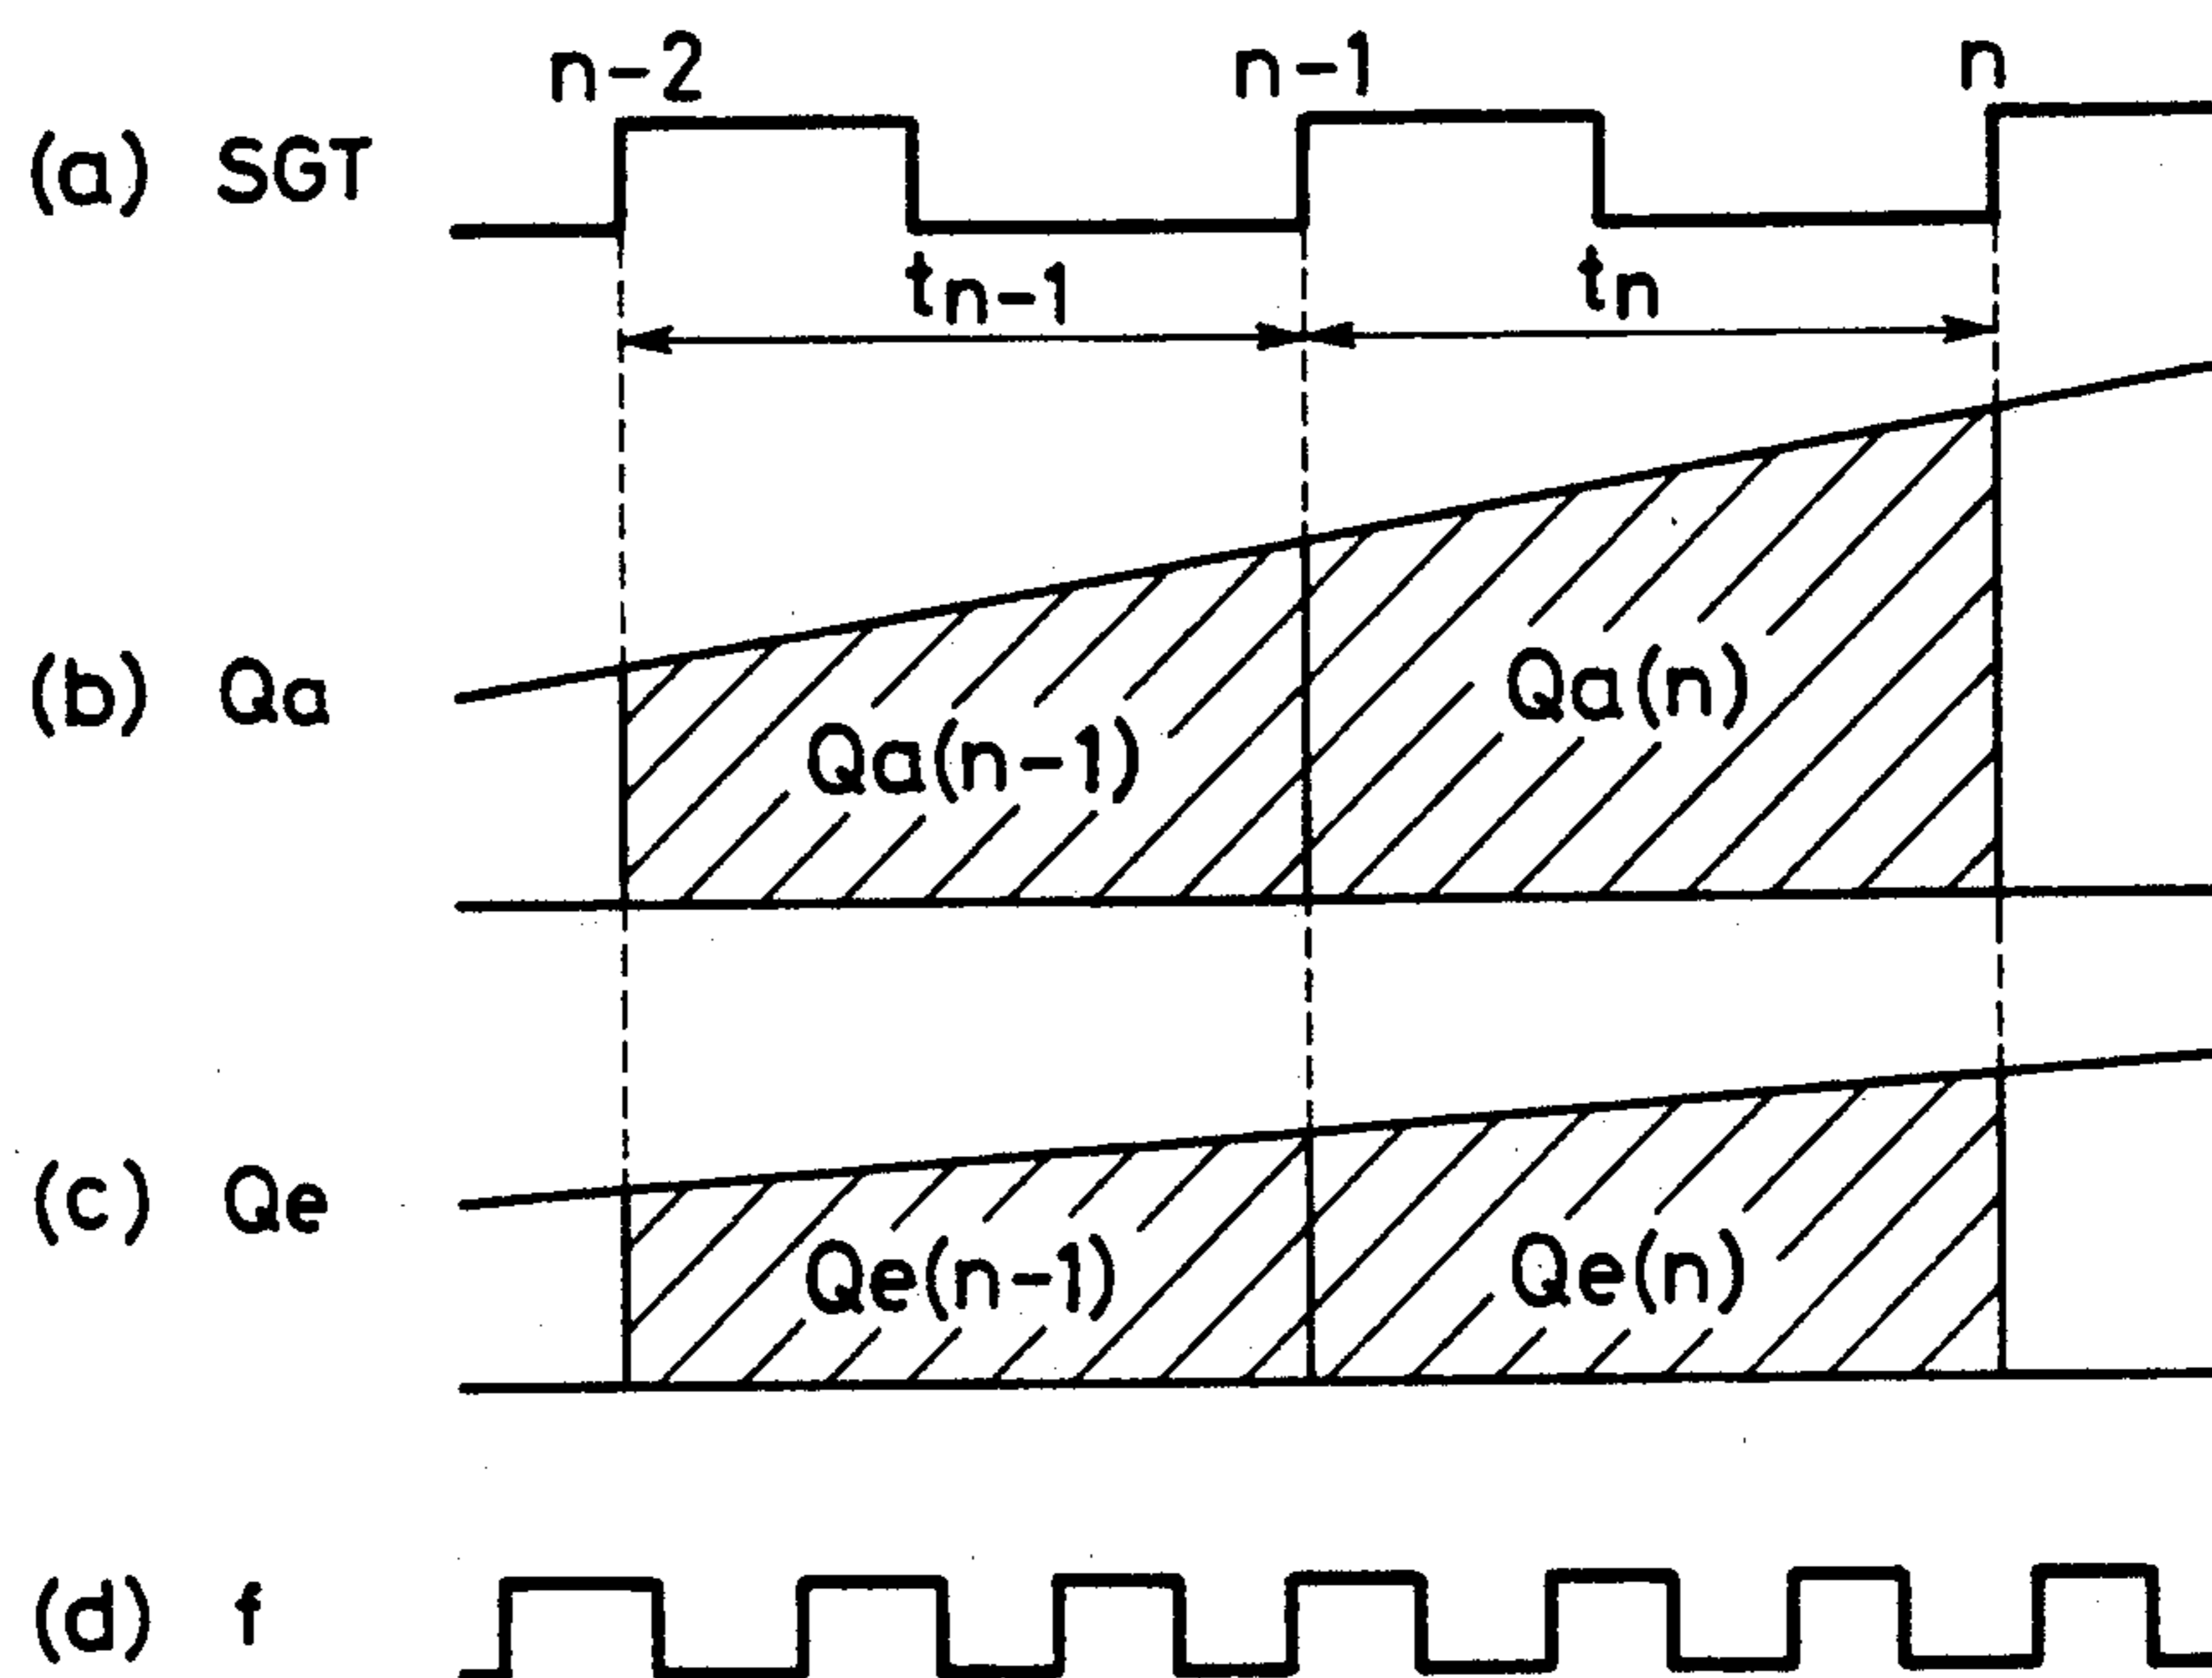 n-2 n-1 n
(a) SGT
tn-1 tn
(b) Qa
Qa(n-1) Qa(n)
(c) Qe
Qe(n-1) Qe(n)
(d) f